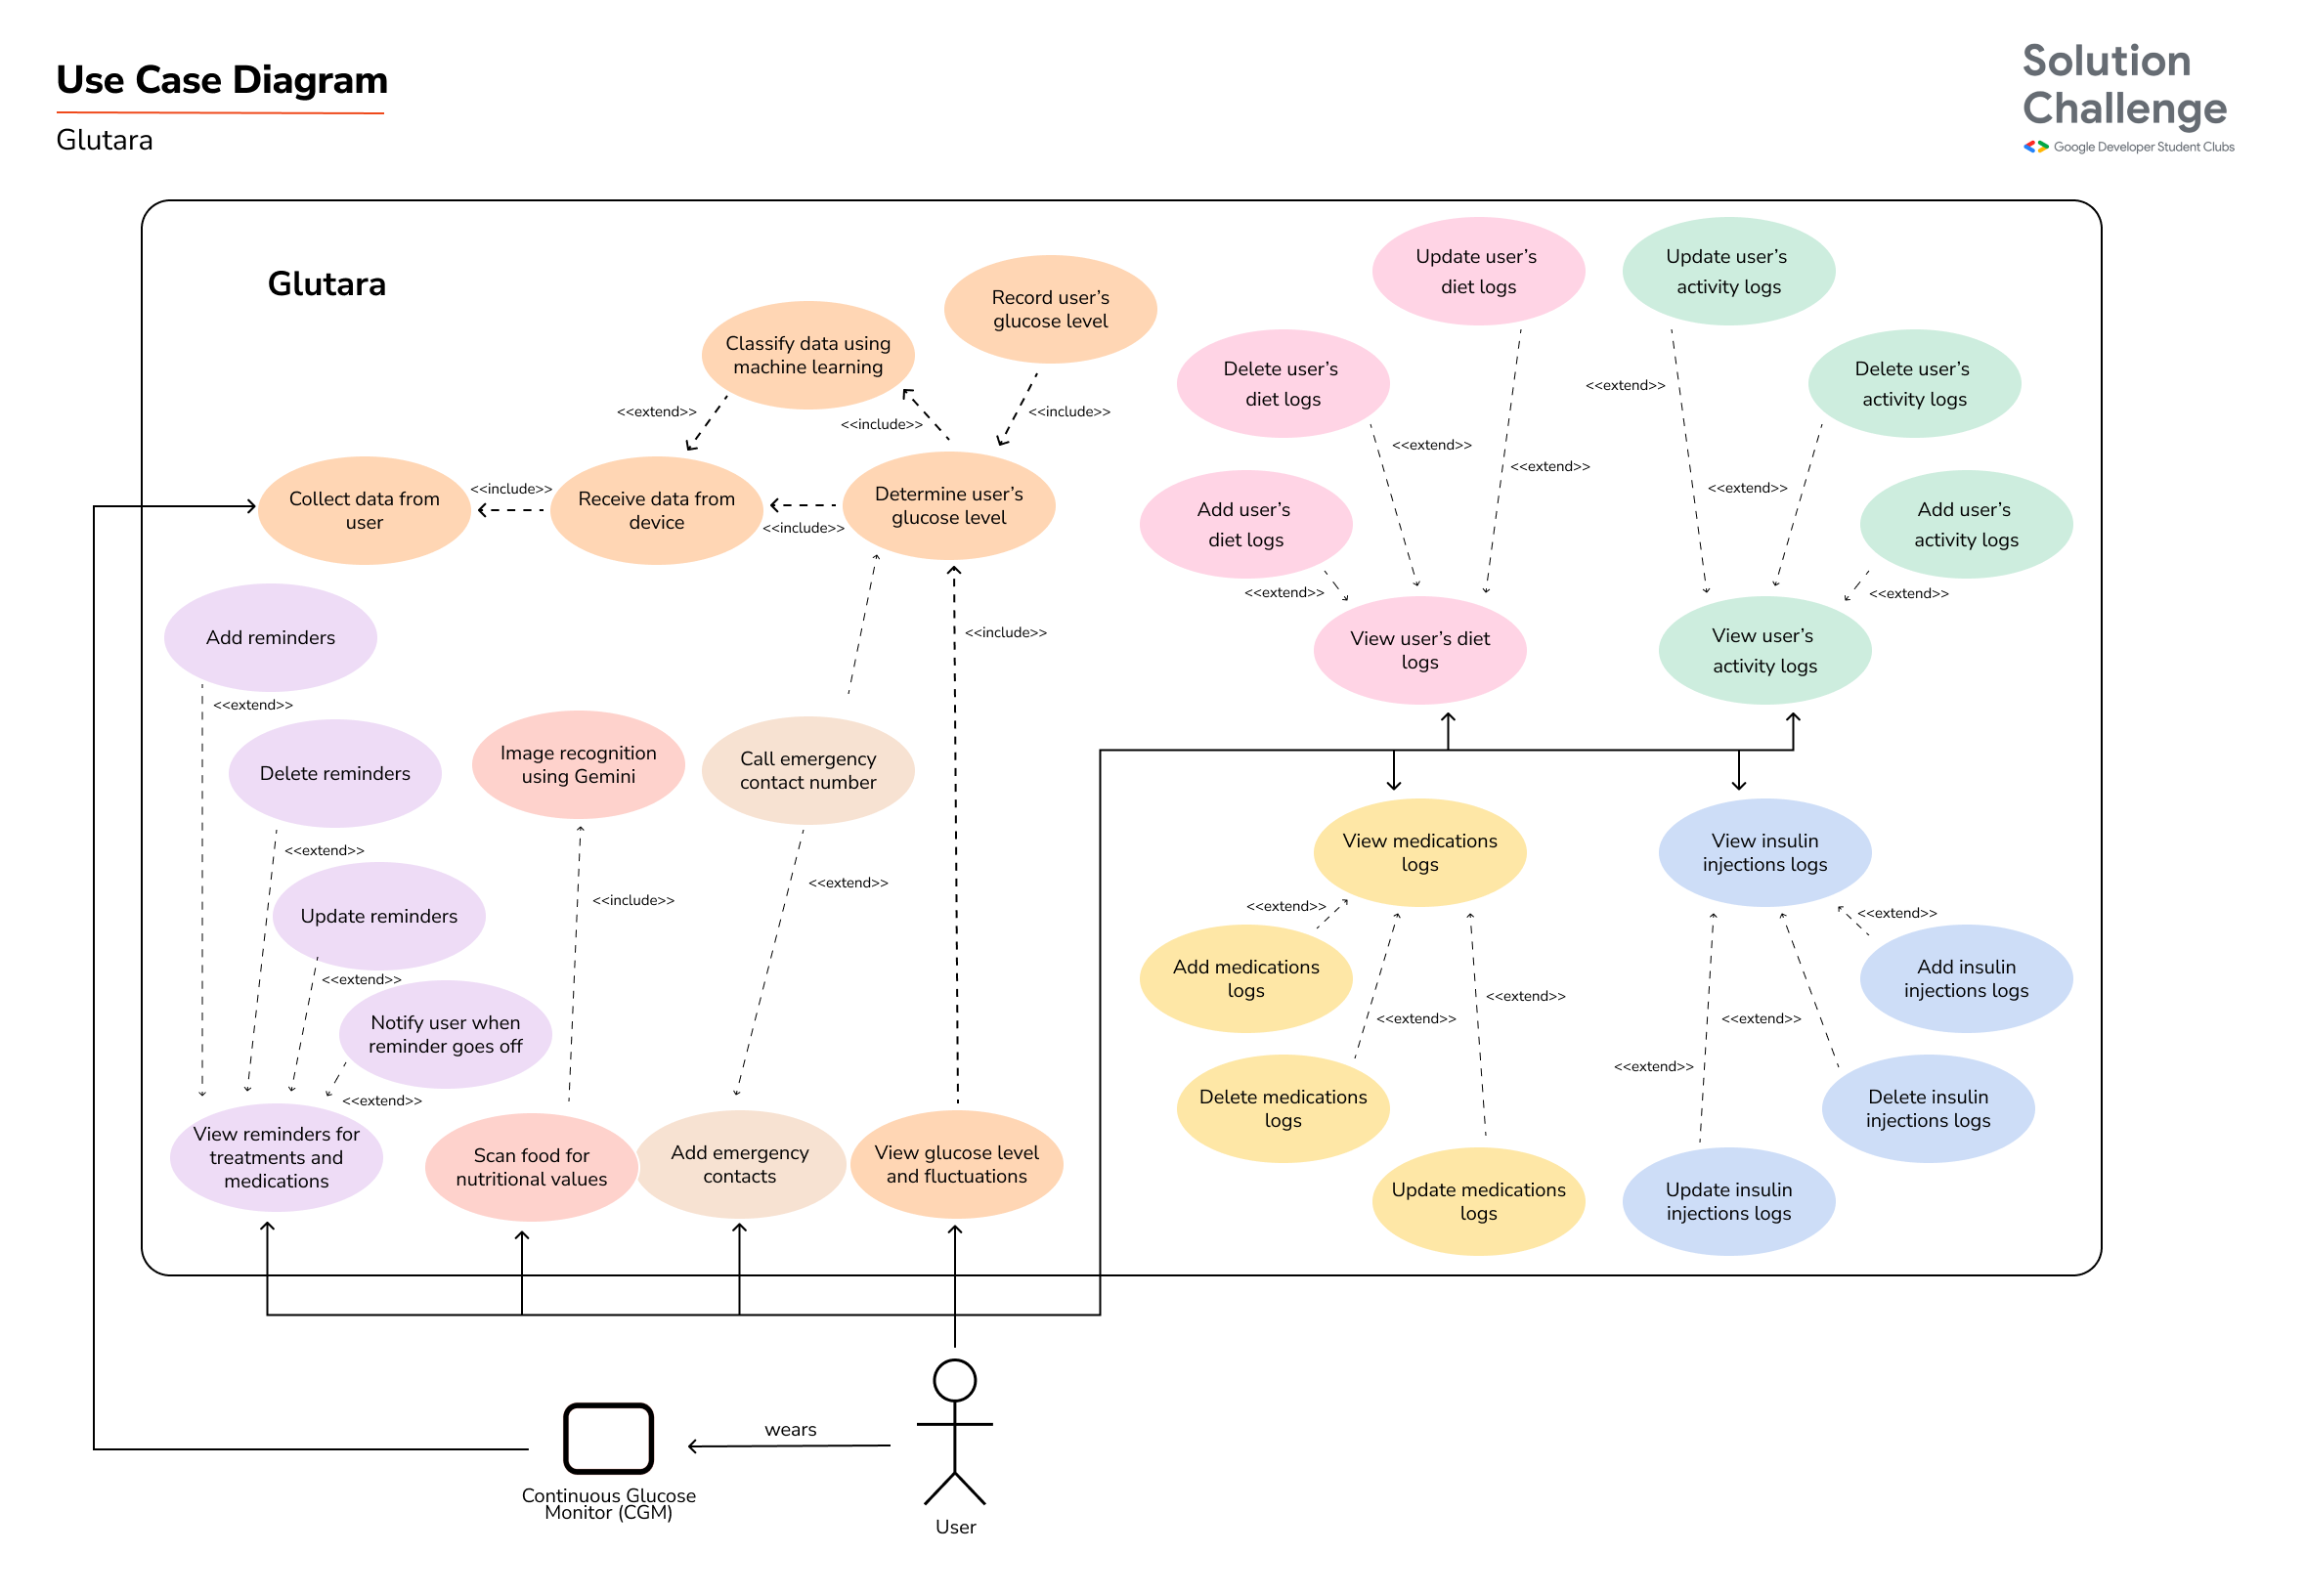 Use Case Diagram
Glutara
Solution
Challenge
Google Developer Student Clubs
Glutara
Record user's
glucose level
Classify data using
machine learning
<<extend>>
<<include>>
<<include>>
Collect data from
user
<<include>>
Receive data from
device
<<include>>
Determine user's
glucose level
<<include>>
Update user's
diet logs
Delete user's
diet logs
Add user's
diet logs
<<extend>>
<<extend>>
<<extend>>
View user's diet
logs
Update user's
activity logs
Delete user's
activity logs
Add user's
activity logs
<<extend>>
<<extend>>
<<extend>>
View user's
activity logs
Add reminders
<<extend>>
Delete reminders
<<extend>>
Update reminders
<<extend>>
Notify user when
reminder goes off
<<extend>>
View reminders for
treatments and
medications
Image recognition
using Gemini
<<include>>
Scan food for
nutritional values
Call emergency
contact number
<<extend>>
Add emergency
contacts
View glucose level
and fluctuations
View medications
logs
<<extend>>
Add medications
logs
<<extend>>
<<extend>>
Delete medications
logs
Update medications
logs
View insulin
injections logs
<<extend>>
Add insulin
injections logs
<<extend>>
<<extend>>
Delete insulin
injections logs
Update insulin
injections logs
wears
Continuous Glucose
Monitor (CGM)
User